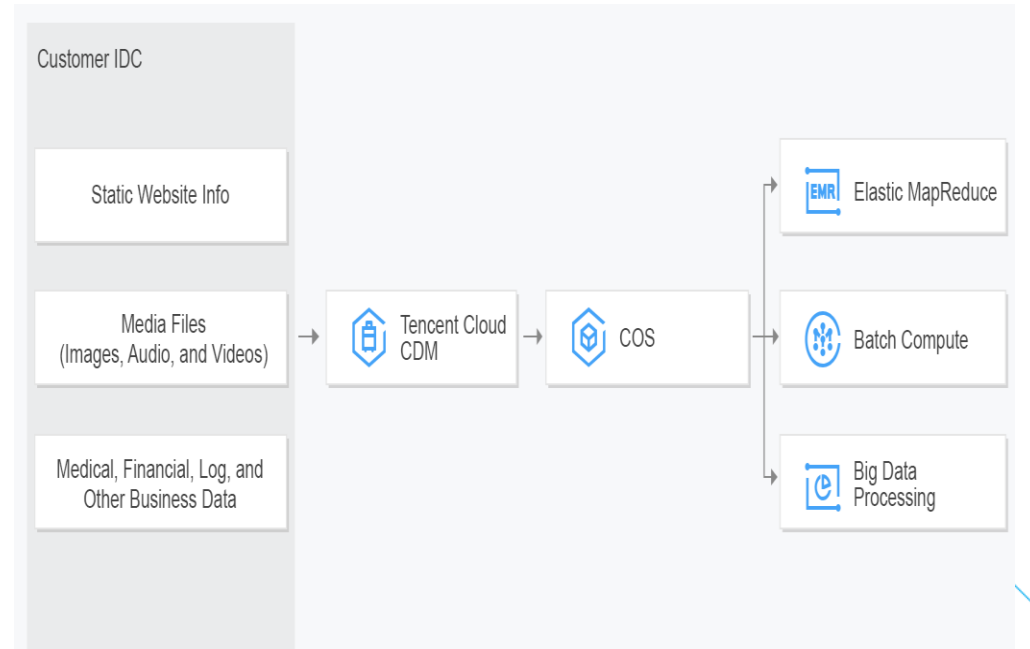 Customer IDC
Static Website Info
Media Files
(Images, Audio, and Videos)
Medical, Financial, Log, and
Other Business Data
Tencent Cloud
CDM
COS
EMR
Elastic MapReduce
Batch Compute
Big Data
Processing